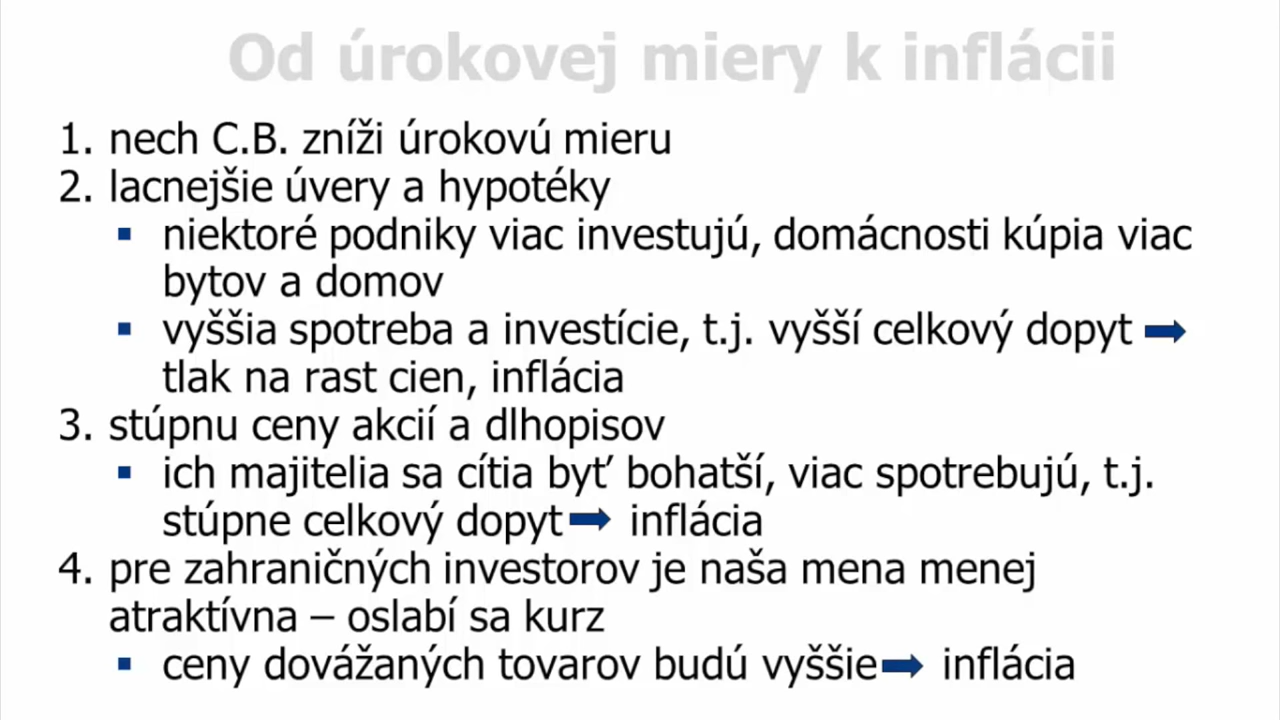 Od úrokovej miery k inflácii
1. nech C.B. zníži úrokovú mieru
2. lacnejšie úvery a hypotéky
▪ niektoré podniky viac investujú, domácnosti kúpia viac
bytov a domov
▪ vyššia spotreba a investície, t.j. vyšší celkový dopyt ➡
tlak na rast cien, inflácia
3. stúpnu ceny akcií a dlhopisov
▪ ich majitelia sa cítia byť bohatší, viac spotrebujú, t.j.
stúpne celkový dopyt ➡ inflácia
4. pre zahraničných investorov je naša mena menej
atraktívna – oslabí sa kurz
▪ ceny dovážaných tovarov budú vyššie ➡ inflácia